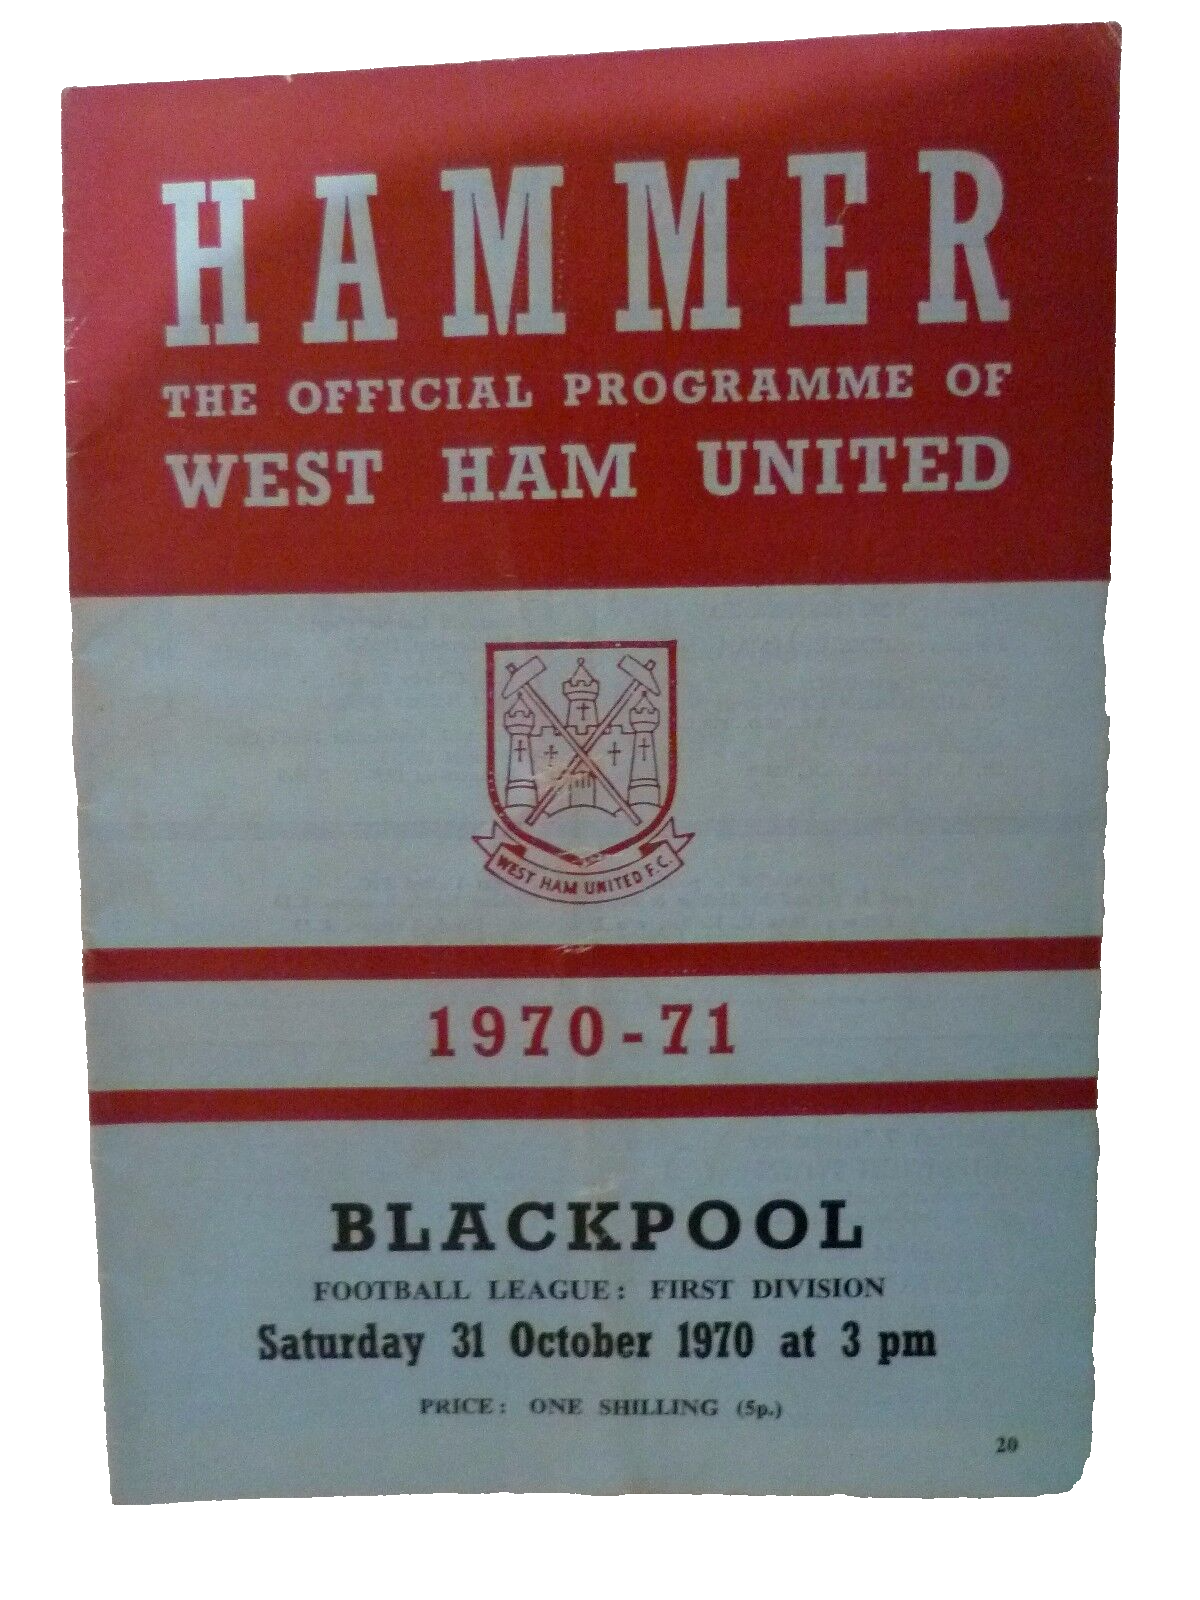 HAMMER
THE OFFICIAL PROGRAMME OF
WEST HAM UNITED
WEST HAM UNITED F.C.
1970-71
BLACKPOOL
FOOTBALL LEAGUE: FIRST DIVISION
Saturday 31 October 1970 at 3 pm
PRICE: ONE SHILLING (5p.)
20